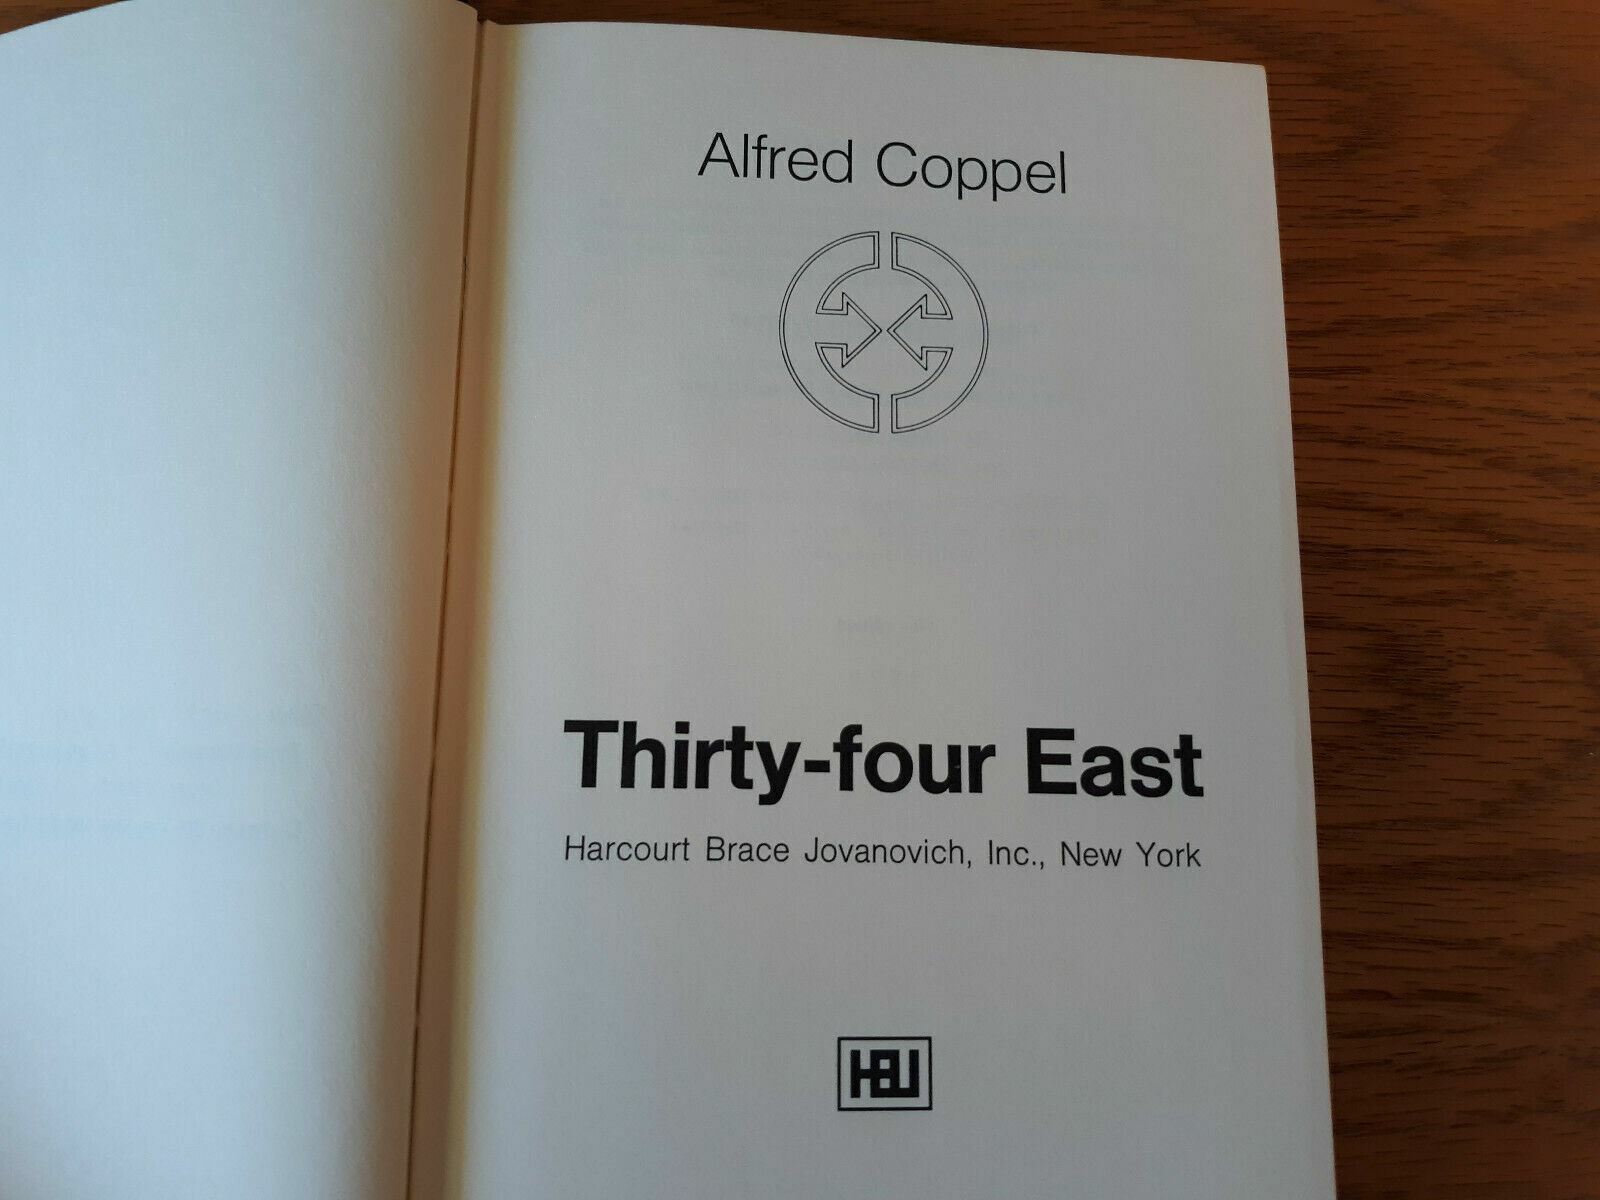 Alfred Coppel
Thirty-four East
Harcourt Brace Jovanovich, Inc., New York
HBJ